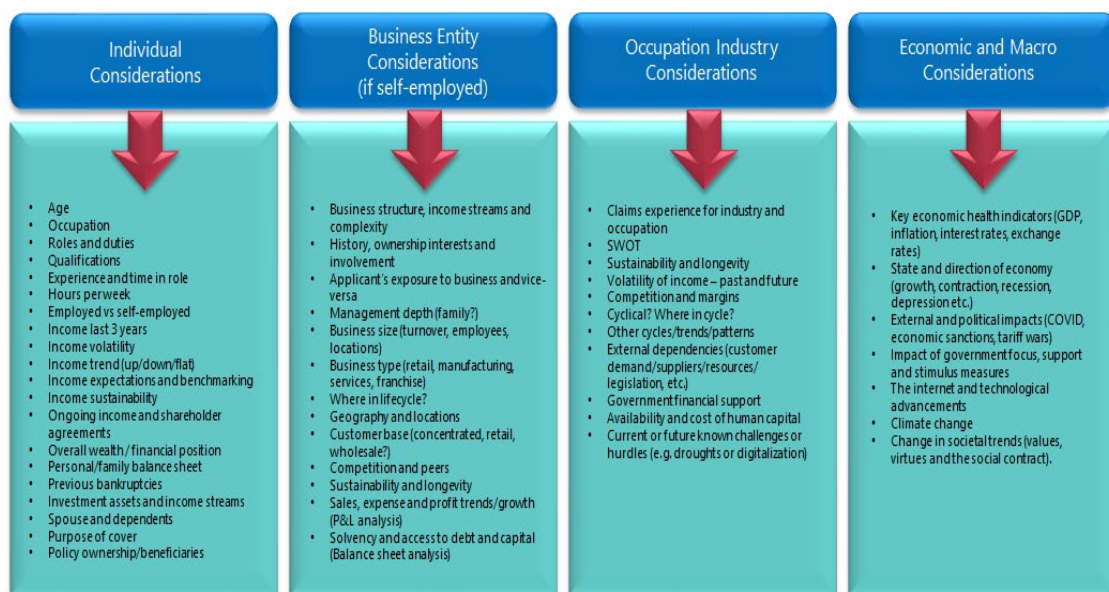 Individual
Considerations
• Age
• Occupation
• Roles and duties
• Qualifications
• Experience and time in role
• Hours per week
• Employed vs self-employed
• Income last 3 years
• Income volatility
• Income trend (up/down/flat)
• Income expectations and benchmarking
• Income sustainability
• Ongoing income and shareholder
agreements
• Overall wealth / financial position
• Personal/family balance sheet
• Previous bankruptcies
• Investment assets and income streams
• Spouse and dependents
• Purpose of cover
• Policy ownership/beneficiaries
Business Entity
Considerations
(if self-employed)
• Business structure, income streams and
complexity
• History, ownership interests and
involvement
• Applicant's exposure to business and vice-
versa
• Management depth (family?)
• Business size (turnover, employees,
locations)
• Business type (retail, manufacturing,
services, franchise)
• Where in lifecycle?
• Geography and locations
• Customer base (concentrated, retail,
wholesale?)
• Competition and peers
• Sustainability and longevity
• Sales, expense and profit trends/growth
(P&L analysis)
• Solvency and access to debt and capital
(Balance sheet analysis)
Occupation Industry
Considerations
• Claims experience for industry and
occupation
• SWOT
• Sustainability and longevity
• Volatility of income – past and future
• Competition and margins
• Cyclical? Where in cycle?
• Other cycles/trends/patterns
• External dependencies (customer
demand/suppliers/resources/
legislation, etc.)
• Government financial support
• Availability and cost of human capital
• Current or future known challenges or
hurdles (e.g. droughts or digitalization)
Economic and Macro
Considerations
• Key economic health indicators (GDP,
inflation, interest rates, exchange
rates)
• State and direction of economy
(growth, contraction, recession,
depression etc.)
• External and political impacts (COVID,
economic sanctions, tariff wars)
• Impact of government focus, support
and stimulus measures
• The internet and technological
advancements
• Climate change
• Change in societal trends (values,
virtues and the social contract).